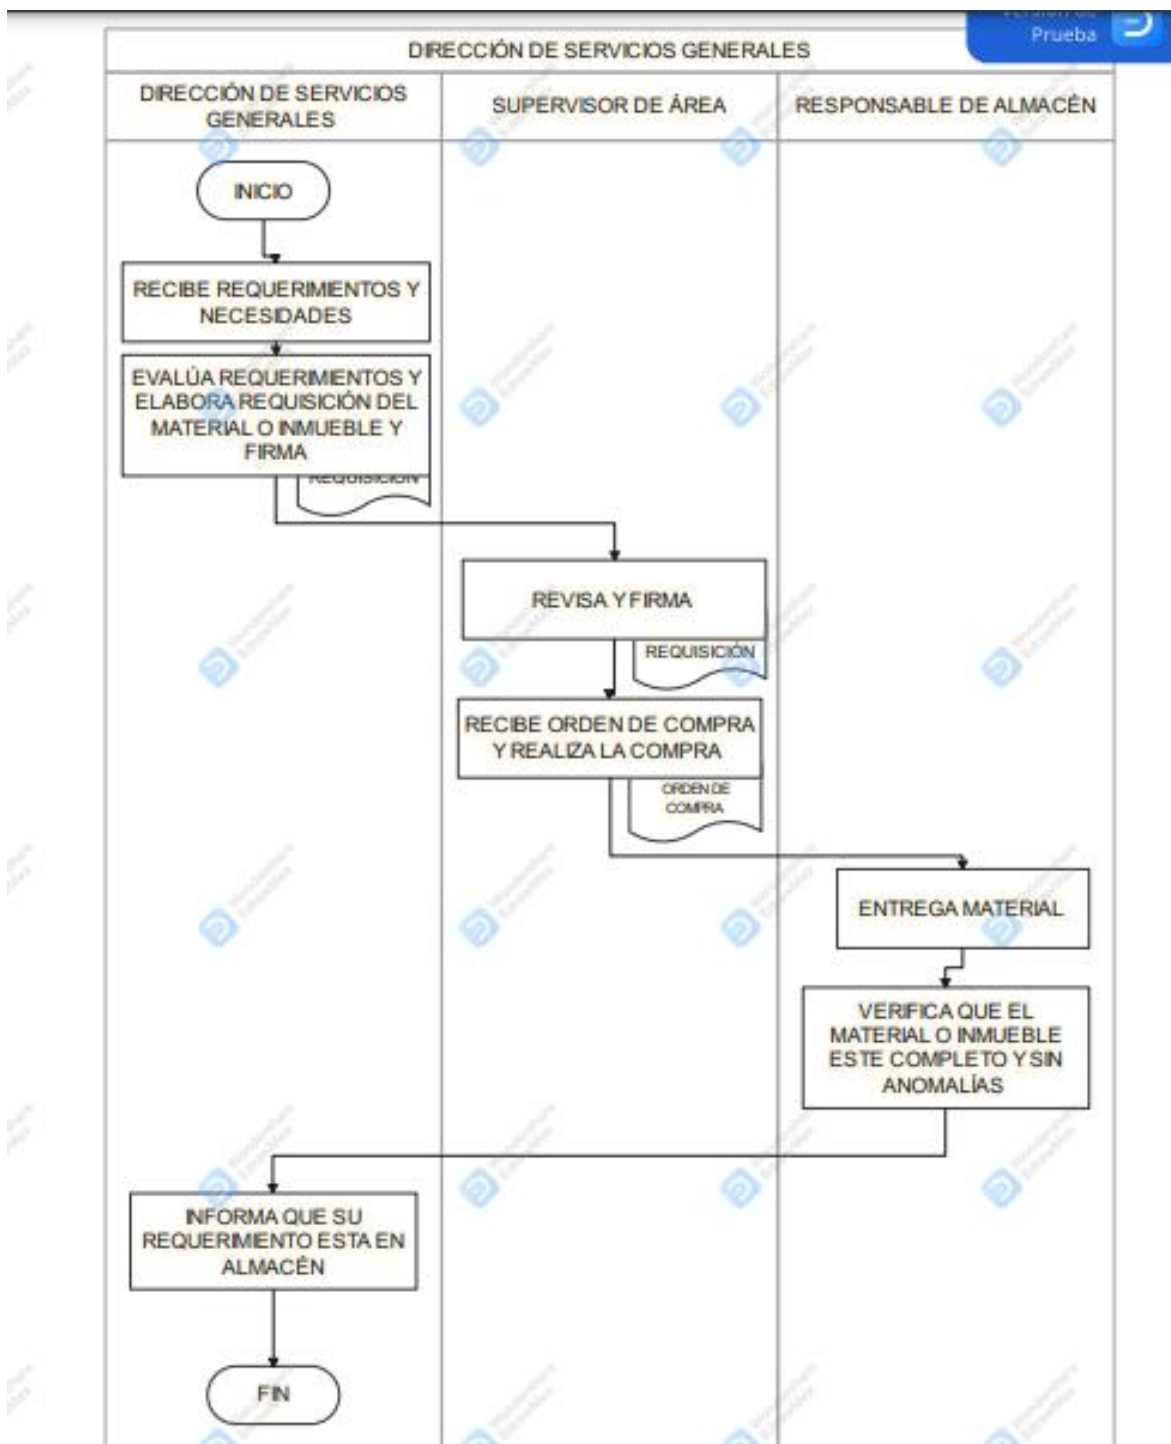 Prueba
DIRECCIÓN DE SERVICIOS GENERALES
DIRECCIÓN DE SERVICIOS
GENERALES
SUPERVISOR DE ÁREA
RESPONSABLE DE ALMACÉN
INICIO
RECIBE REQUERIMIENTOS Y
NECESIDADES
EVALÚA REQUERIMIENTOS Y
ELABORA REQUISICIÓN DEL
MATERIAL O INMUEBLE Y
FIRMA
REQUISICIÓN
REVISA Y FIRMA
REQUISICIÓN
RECIBE ORDEN DE COMPRA
Y REALIZA LA COMPRA
ORDEN DE
COMPRA
ENTREGA MATERIAL
VERIFICA QUE EL
MATERIAL O INMUEBLE
ESTE COMPLETO Y SIN
ANOMALÍAS
INFORMA QUE SU
REQUERIMIENTO ESTA EN
ALMACÉN
FIN